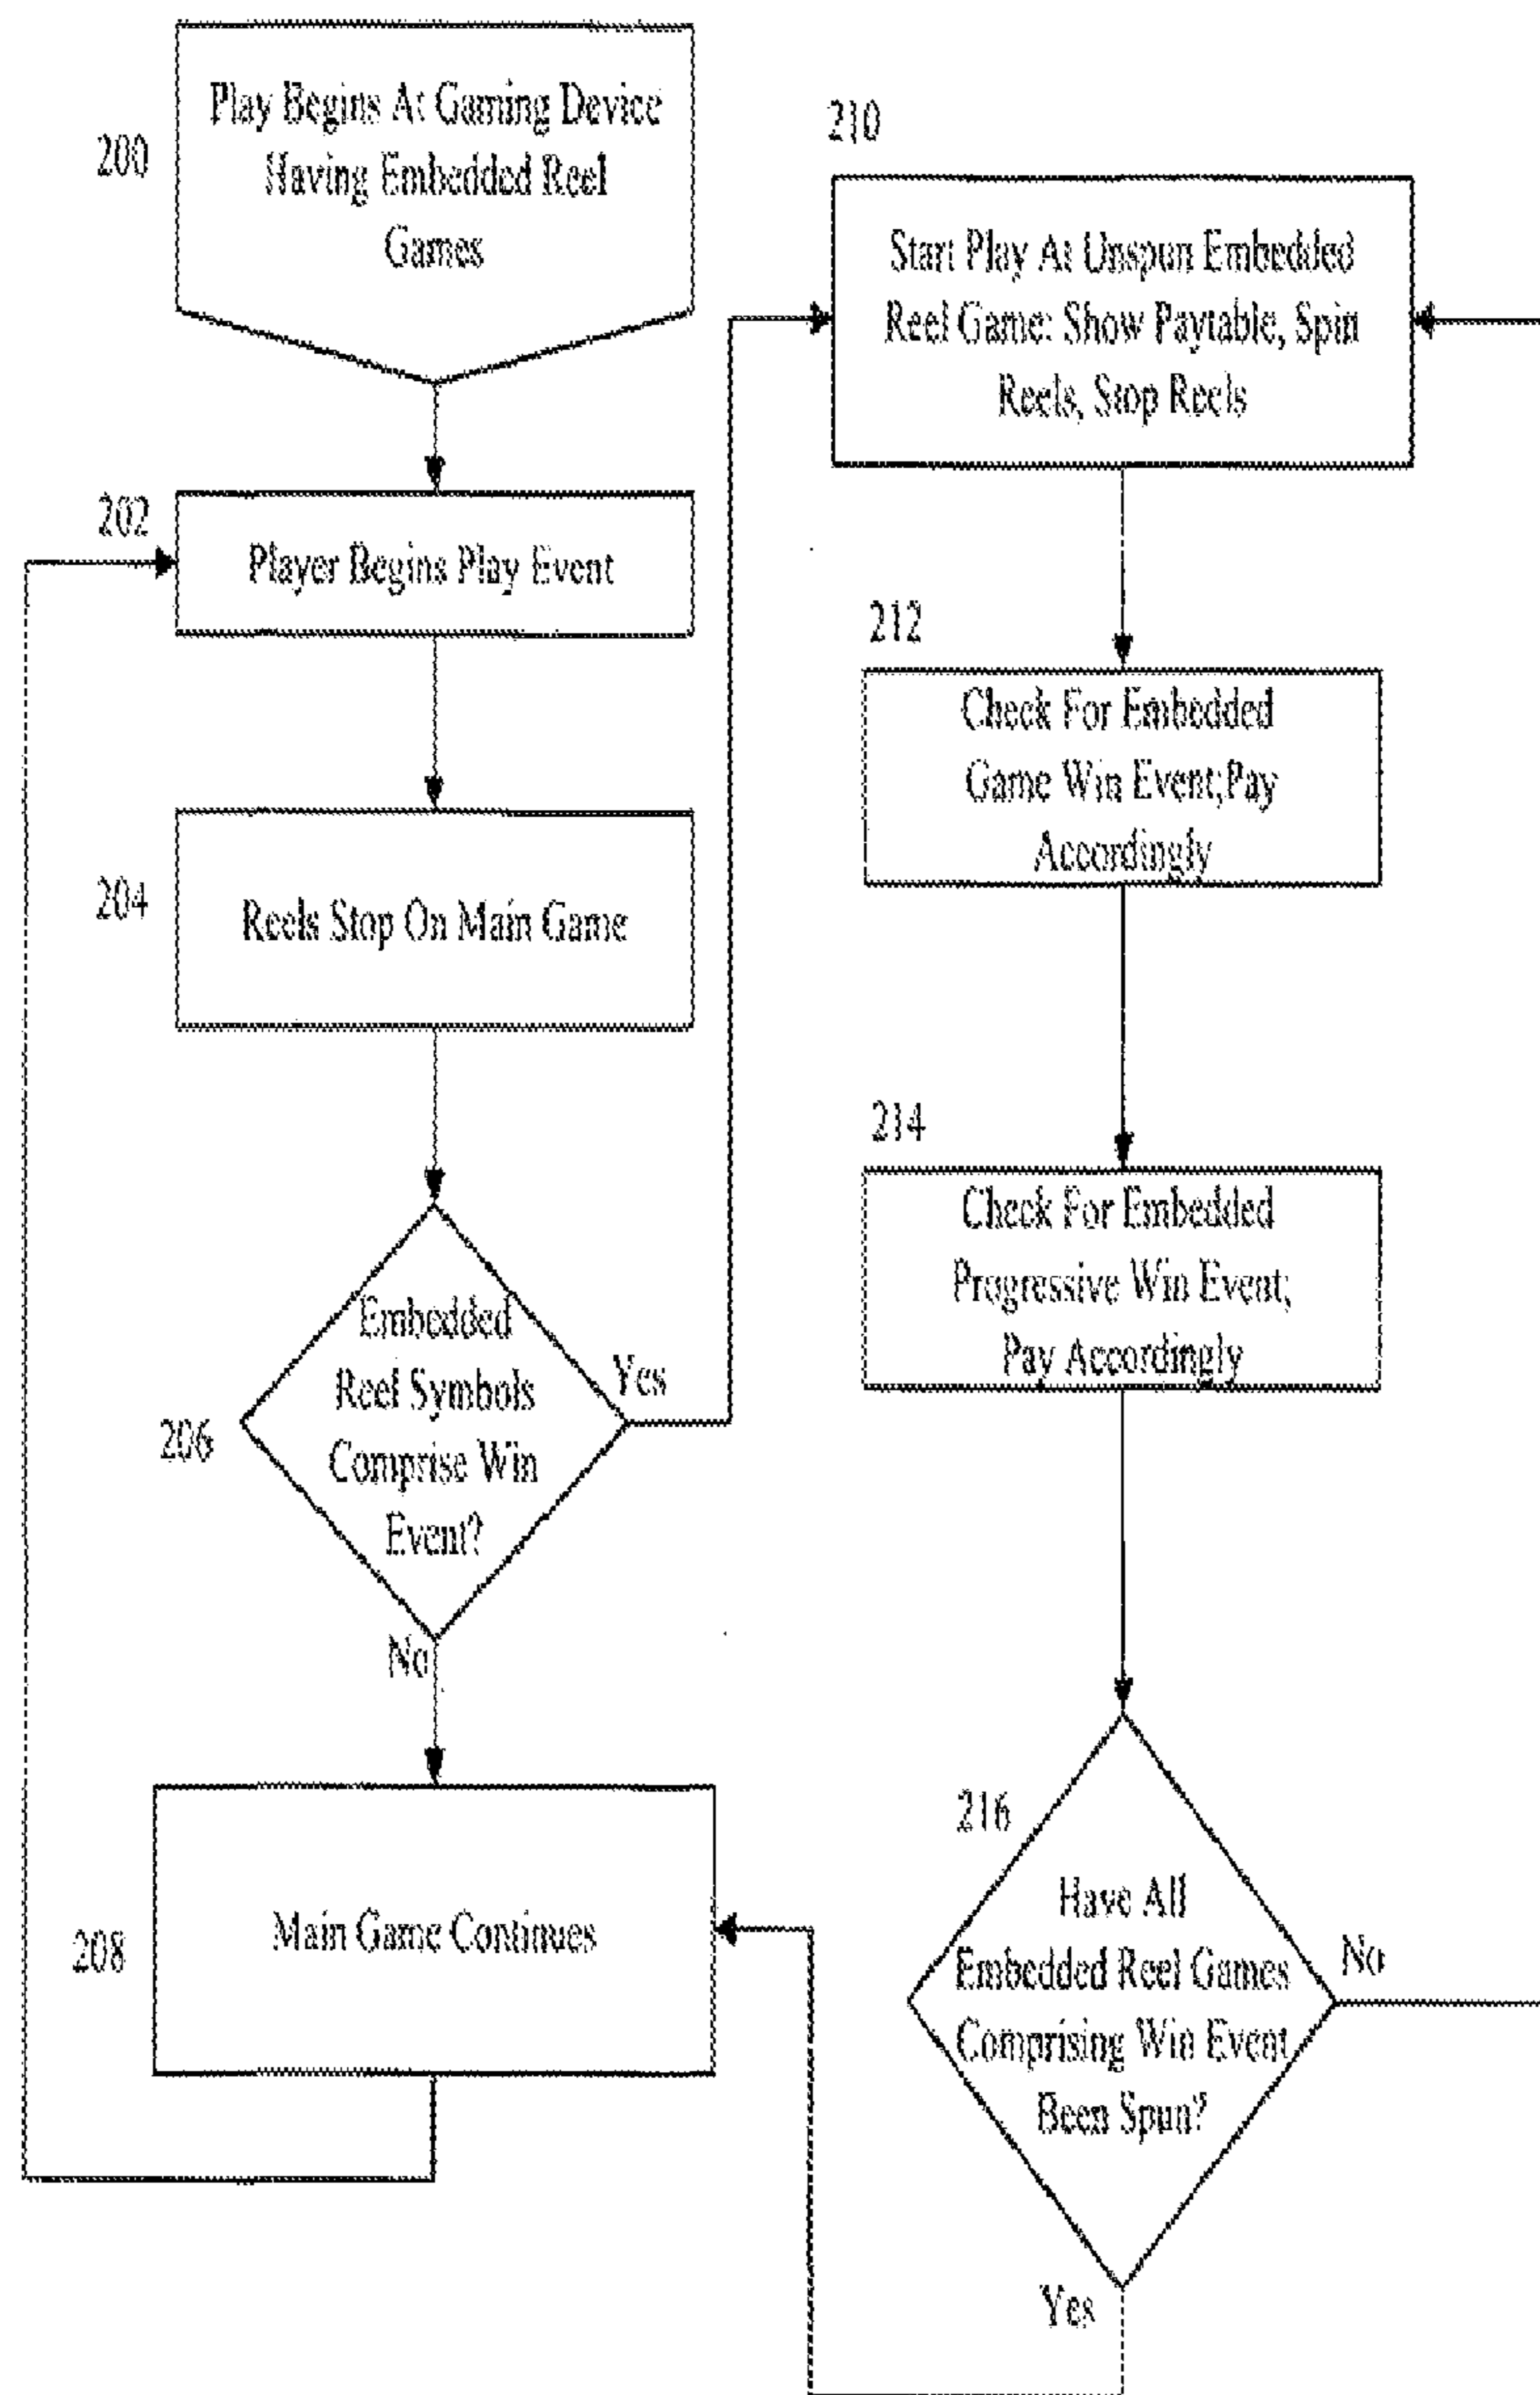 200
Play Begins At Gaming Device
Having Embedded Reel
Games
202
Player Begins Play Event
204
Reels Stop On Main Game
206
Embedded
Reel Symbols
Comprise Win
Event?
Yes
No
208
Main Game Continues
210
Start Play At Unspun Embedded
Reel Game: Show Paytable, Spin
Reels, Stop Reels
212
Check For Embedded
Game Win Event;Pay
Accordingly
214
Check For Embedded
Progressive Win Event;
Pay Accordingly
216
Have All
Embedded Reel Games
Comprising Win Event
Been Spun?
No
Yes